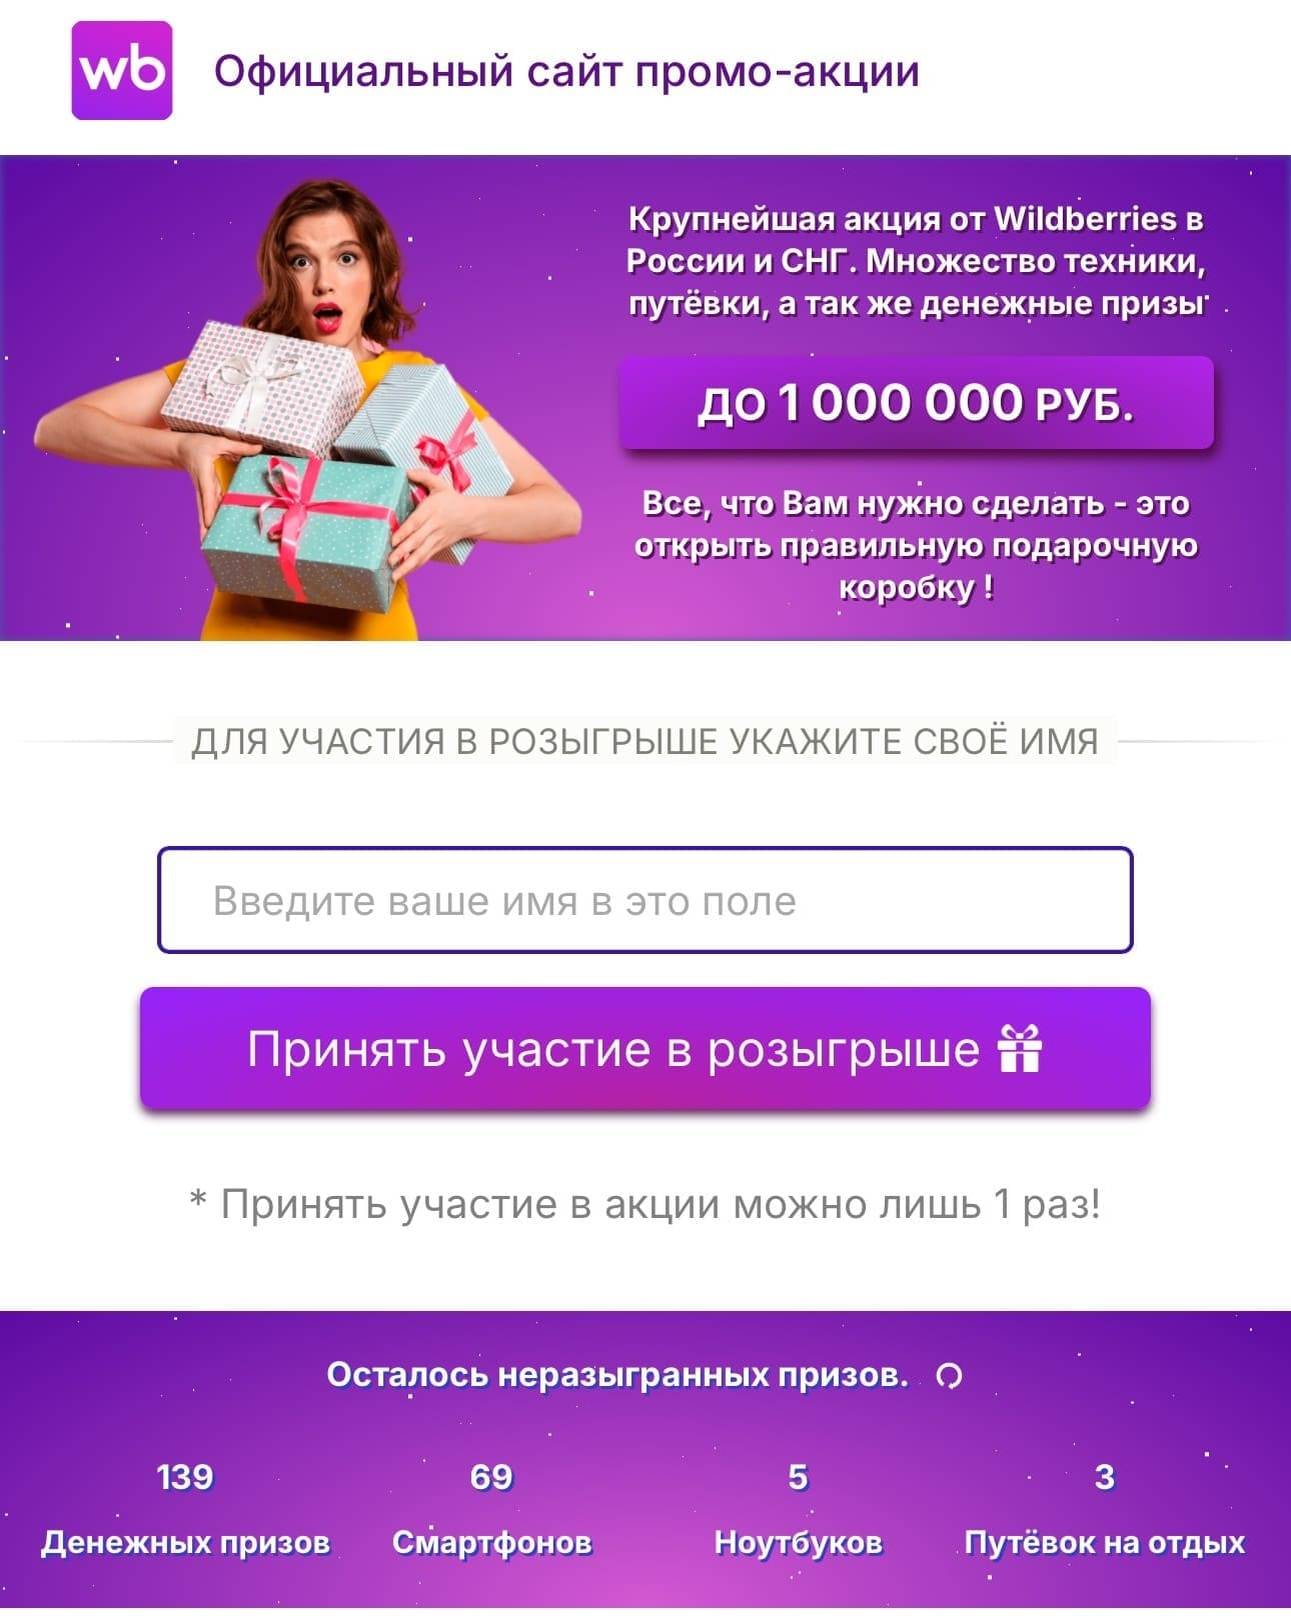 wb
Официальный сайт промо-акции
Крупнейшая акция от Wildberries в
России и СНГ. Множество техники,
путёвки, а так же денежные призы
ДО 1 000 000 РУБ.
Все, что Вам нужно сделать - это
открыть правильную подарочную
коробку !
ДЛЯ УЧАСТИЯ В РОЗЫГРЫШЕ УКАЖИТЕ СВОЁ ИМЯ
Введите ваше имя в это поле
Принять участие в розыгрыше
* Принять участие в акции можно лишь 1 раз!
Осталось неразыгранных призов.
139 69 5 3
Денежных призов Смартфонов Ноутбуков Путёвок на отдых